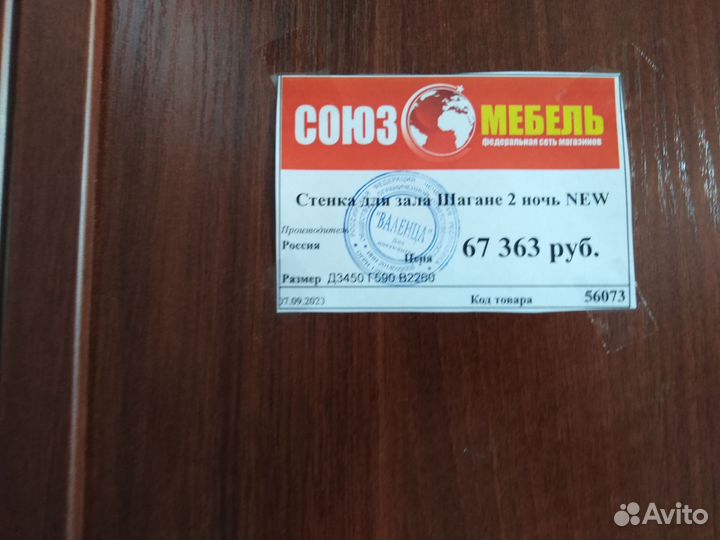 СОЮЗ МЕБЕЛЬ
федеральная сеть магазинов
Стенка для зала Шагане 2 ночь NEW
Производитель
Россия
"ВАЛЕНЦА"
Цена 67 363 руб.
Размер Д3450 Г590 В2280
07.09.2023 Код товара 56073
Avito